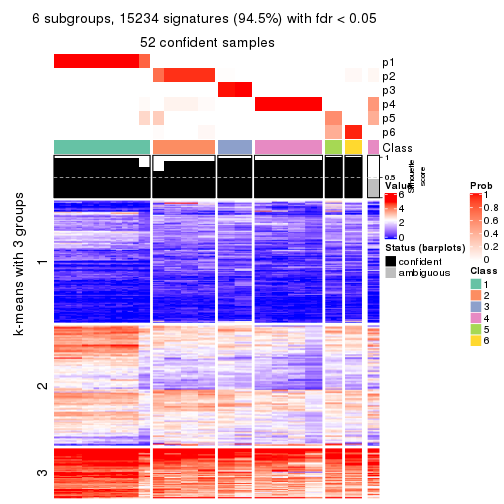 6 subgroups, 15234 signatures (94.5%) with fdr < 0.05
52 confident samples
p1
p2
p3
p4
p5
p6
Class
1
0.5
0
Silhouette
score
k-means with 3 groups
1
2
3
Value
6
4
2
0
Status (barplots)
confident
ambiguous
Prob
1
0.8
0.6
0.4
0.2
0
Class
1
2
3
4
5
6